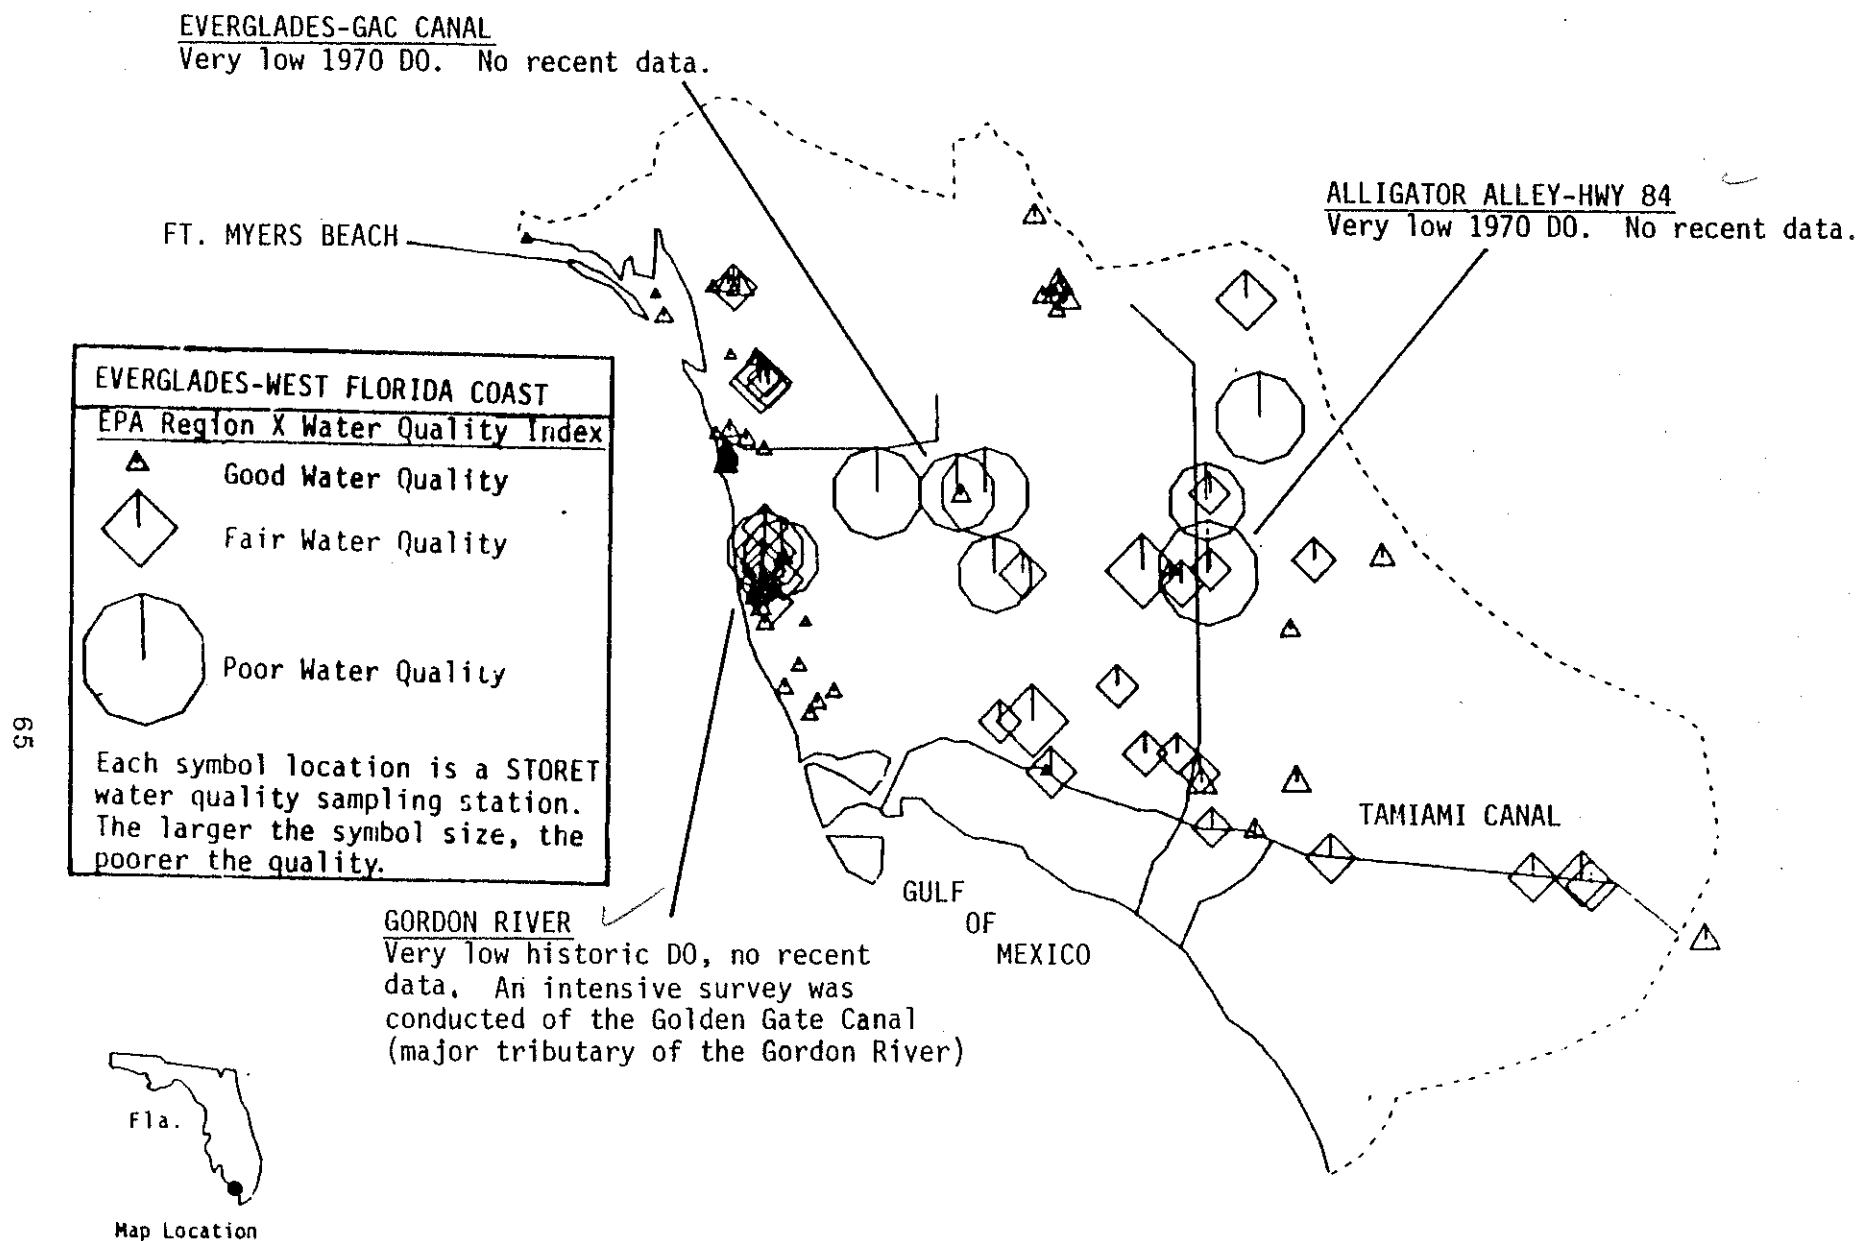 EVERGLADES-GAC CANAL
Very low 1970 DO. No recent data.
ALLIGATOR ALLEY-HWY 84
Very low 1970 DO. No recent data.
FT. MYERS BEACH
EVERGLADES-WEST FLORIDA COAST
EPA Region X Water Quality Index
Good Water Quality
Fair Water Quality
Poor Water Quality
Each symbol location is a STORET
water quality sampling station.
The larger the symbol size, the
poorer the quality.
TAMIAMI CANAL
GULF
OF
MEXICO
GORDON RIVER
Very low historic DO, no recent
data. An intensive survey was
conducted of the Golden Gate Canal
(major tributary of the Gordon River)
Fla.
Map Location
65